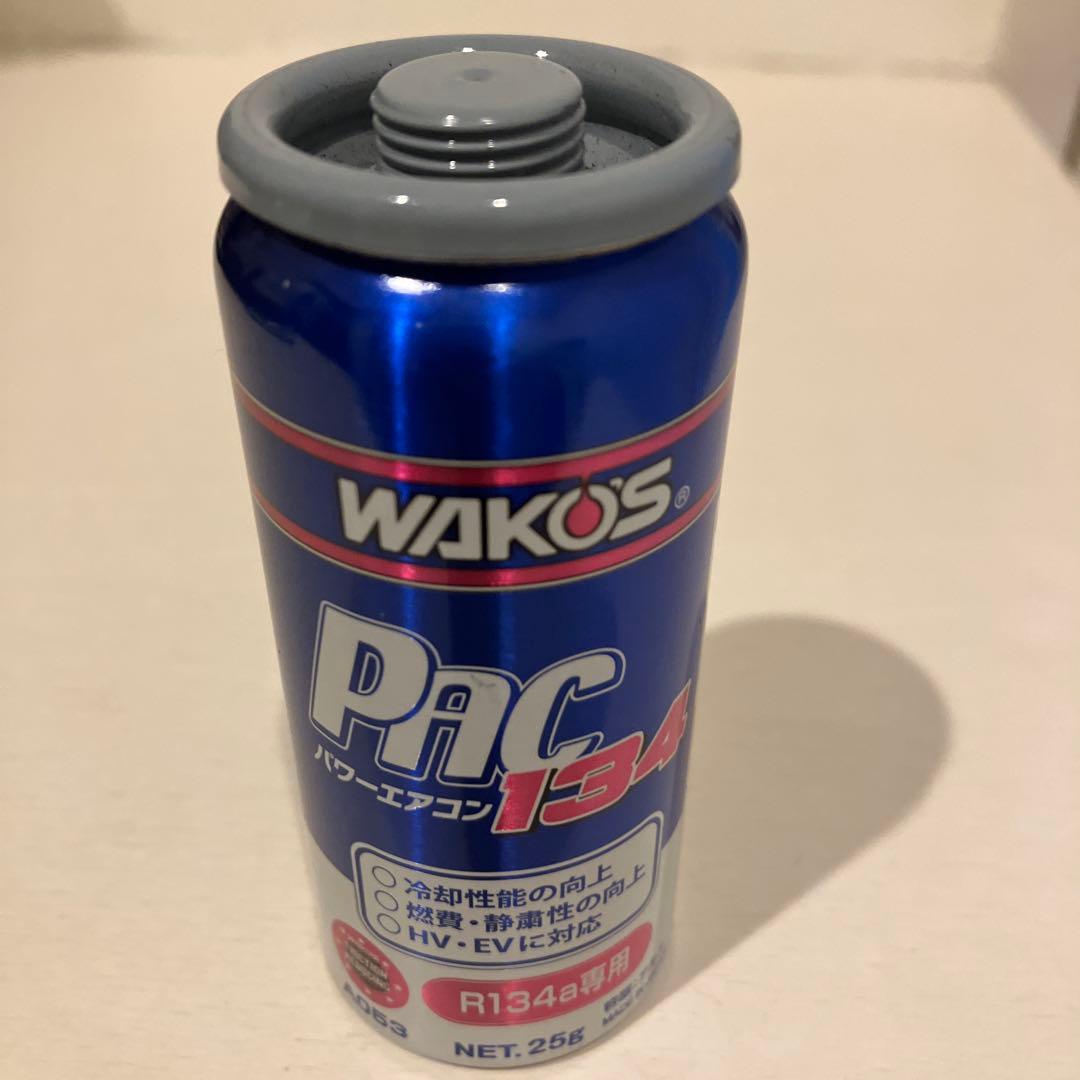 WAKO'S®
PAC
134
パワーエアコン
○ 冷却性能の向上
○ 燃費・静粛性の向上
○ HV・EVに対応
R134a専用
A053
NET. 25g